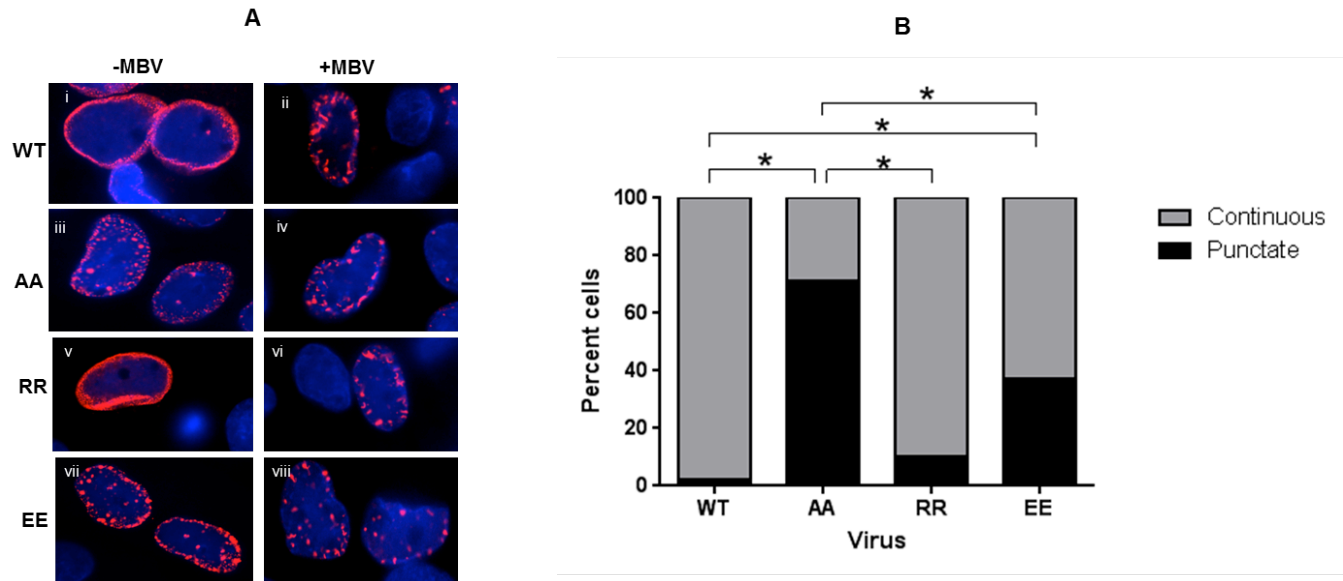 A
-MBV +MBV
WT
i ii
AA
iii iv
RR
v vi
EE
vii viii
B
*
*
* *
100
80
60
40
20
0
Percent cells
WT AA RR EE
Virus
Continuous
Punctate